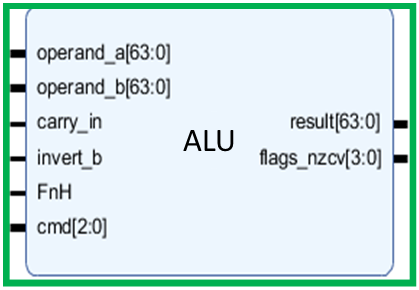 operand_a[63:0]
operand_b[63:0]
carry_in
invert_b
FnH
cmd[2:0]
ALU
result[63:0]
flags_nzcv[3:0]